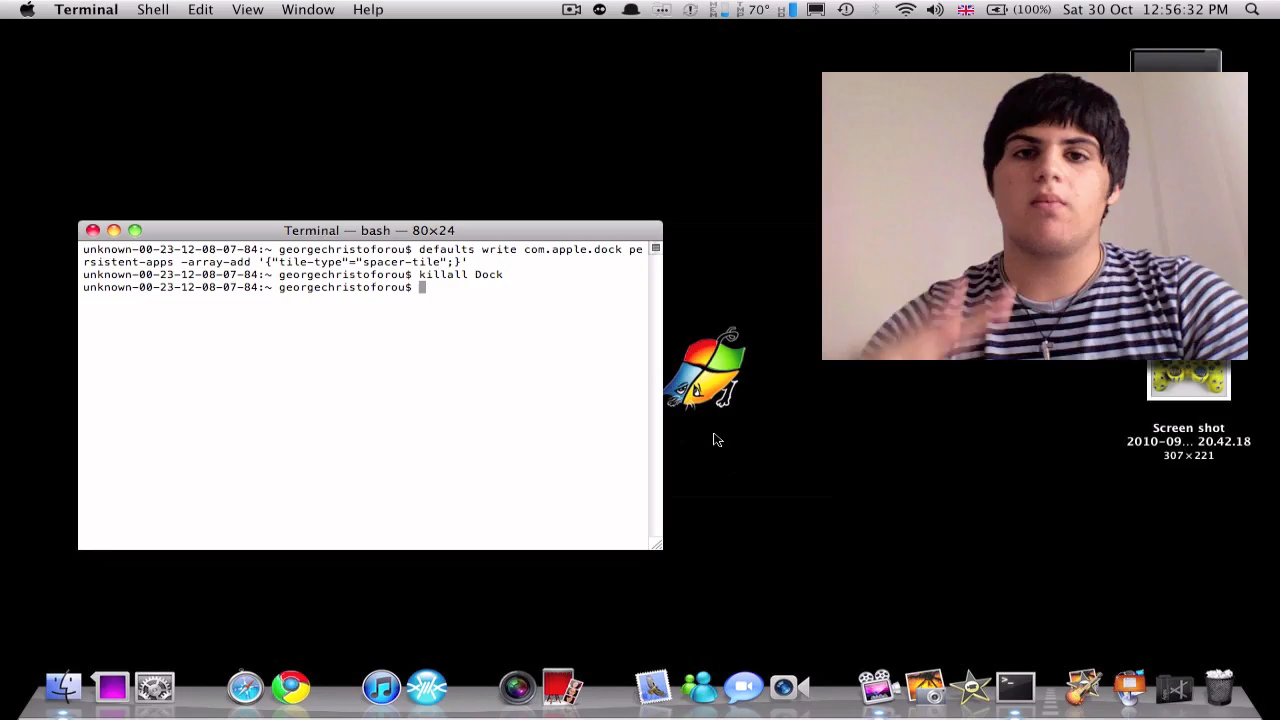 Terminal Shell Edit View Window Help 70° (100%) Sat 30 Oct 12:56:32 PM
Terminal — bash — 80×24
unknown-00-23-12-08-07-84:~ georgechristoforou$ defaults write com.apple.dock pe
rsistent-apps -array-add '{"tile-type"="spacer-tile";}'
unknown-00-23-12-08-07-84:~ georgechristoforou$ killall Dock
unknown-00-23-12-08-07-84:~ georgechristoforou$
Screen shot
2010-09... 20.42.18
307×221